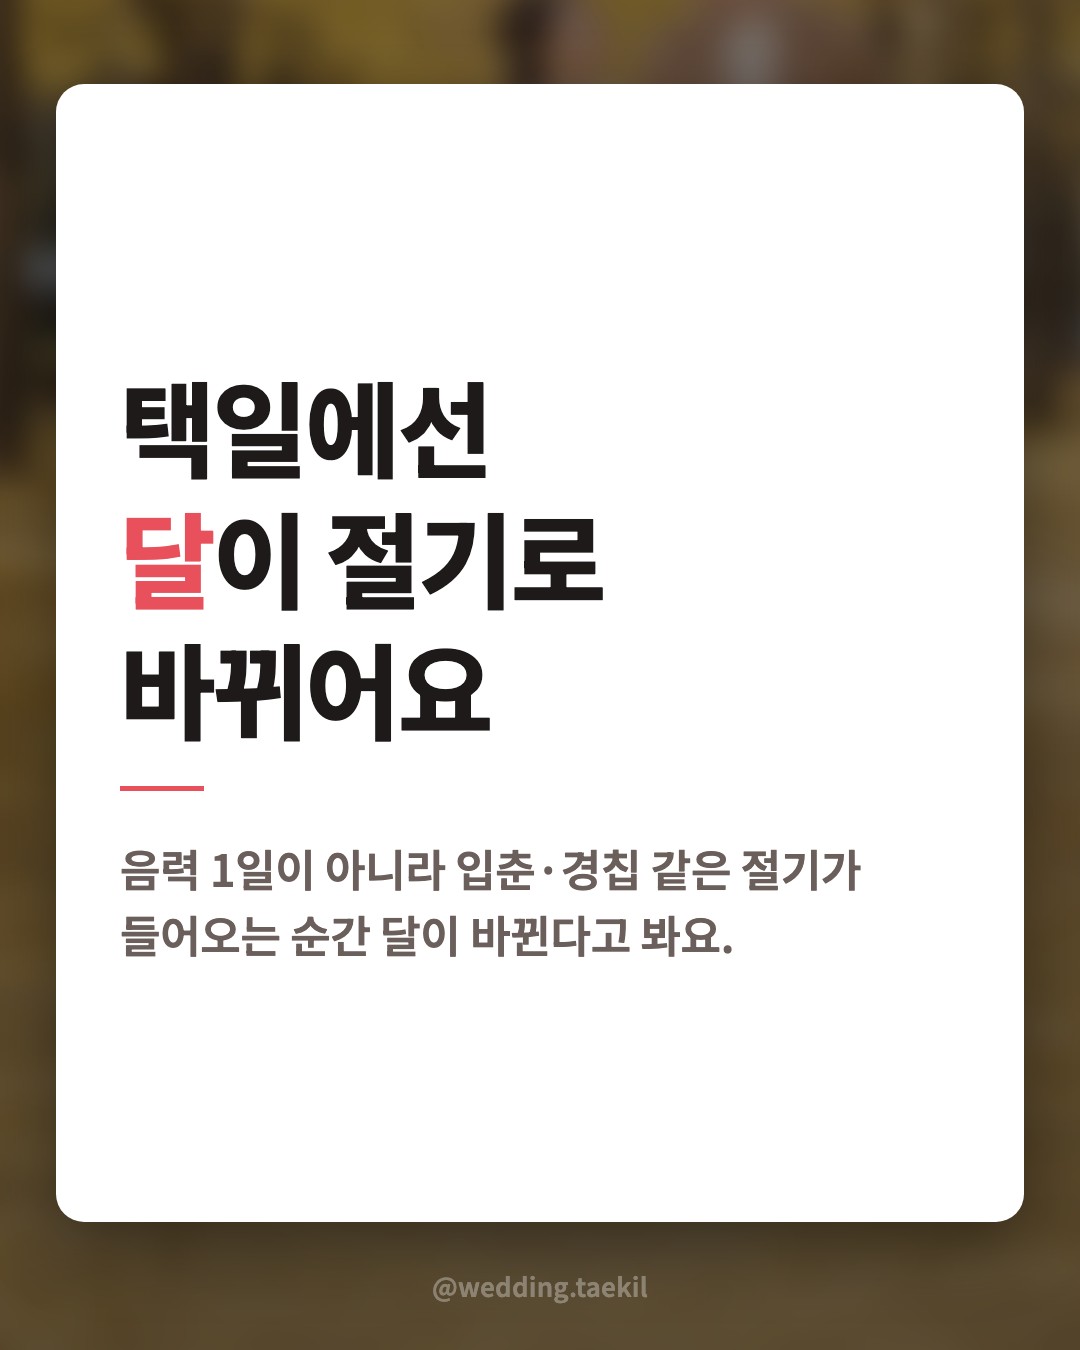 택일에선
달이 절기로
바뀌어요
음력 1일이 아니라 입춘·경칩 같은 절기가
들어오는 순간 달이 바뀐다고 봐요.
@wedding.taekil